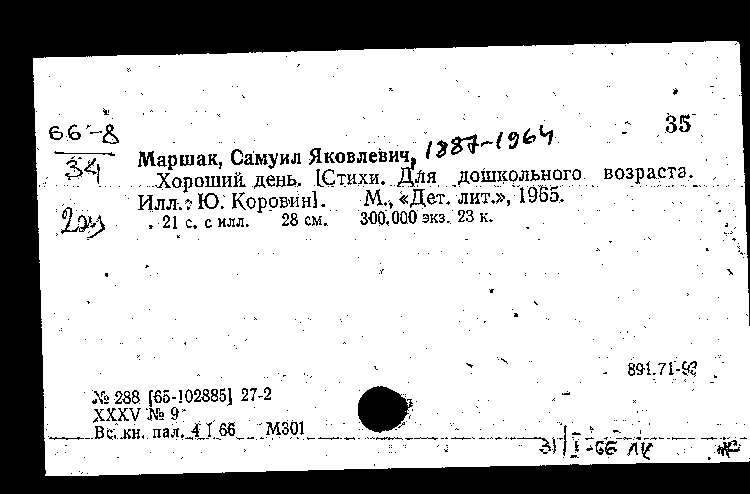 66-8
34
35
Маршак, Самуил Яковлевич, 1887-1964
Хороший день. [Стихи. Для дошкольного возраста.
Илл.: Ю. Коровин]. М., «Дет. лит.», 1965.
21 с. с илл. 28 см. 300.000 экз. 23 к.
891.71-93
№ 288 [65-102885] 27-2
XXXV № 9
Вс. кн. пал. 4 I 66 М301
31/I-66